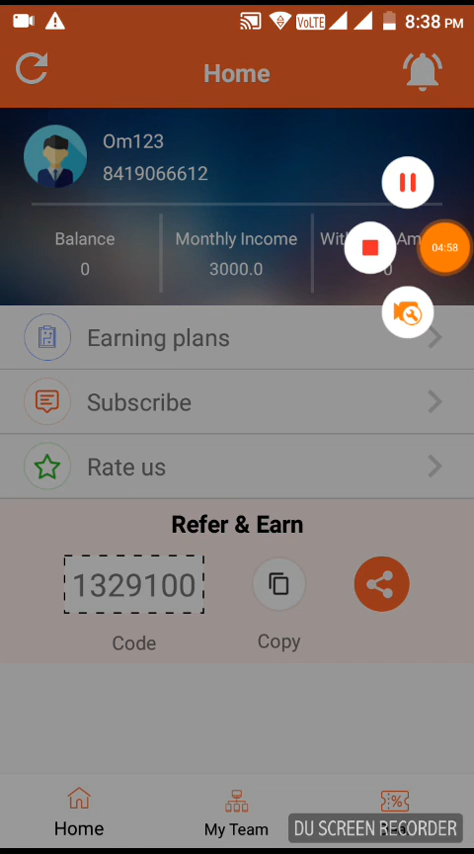 VoLTE 8:38 PM
Home
Om123
8419066612
Balance
Monthly Income
0
3000.0
0
04:58
Earning plans
Subscribe
Rate us
Refer & Earn
1329100
Code
Copy
Home
My Team
DU SCREEN RECORDER